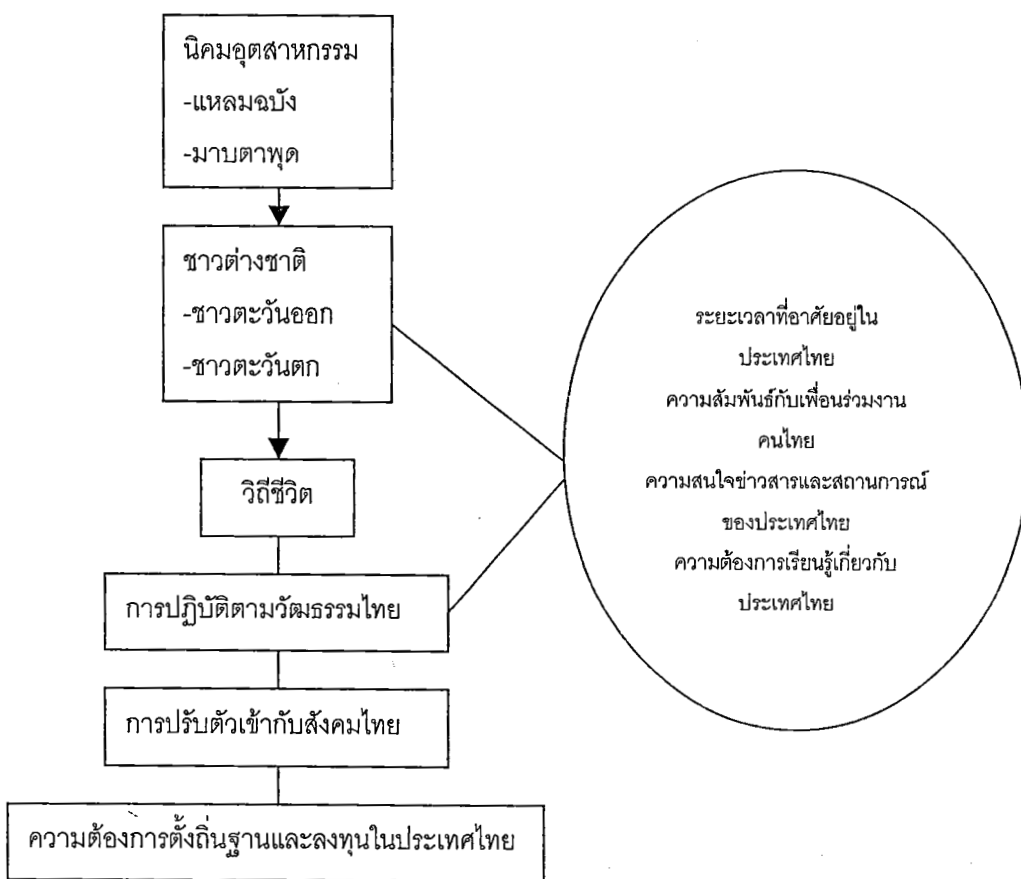 นิคมอุตสาหกรรม
-แหลมฉบัง
-มาบตาพุด
ชาวต่างชาติ
-ชาวตะวันออก
-ชาวตะวันตก
วิถีชีวิต
การปฏิบัติตามวัฒธรรมไทย
การปรับตัวเข้ากับสังคมไทย
ความต้องการตั้งถิ่นฐานและลงทุนในประเทศไทย
ระยะเวลาที่อาศัยอยู่ใน
ประเทศไทย
ความสัมพันธ์กับเพื่อนร่วมงาน
คนไทย
ความสนใจข่าวสารและสถานการณ์
ของประเทศไทย
ความต้องการเรียนรู้เกี่ยวกับ
ประเทศไทย